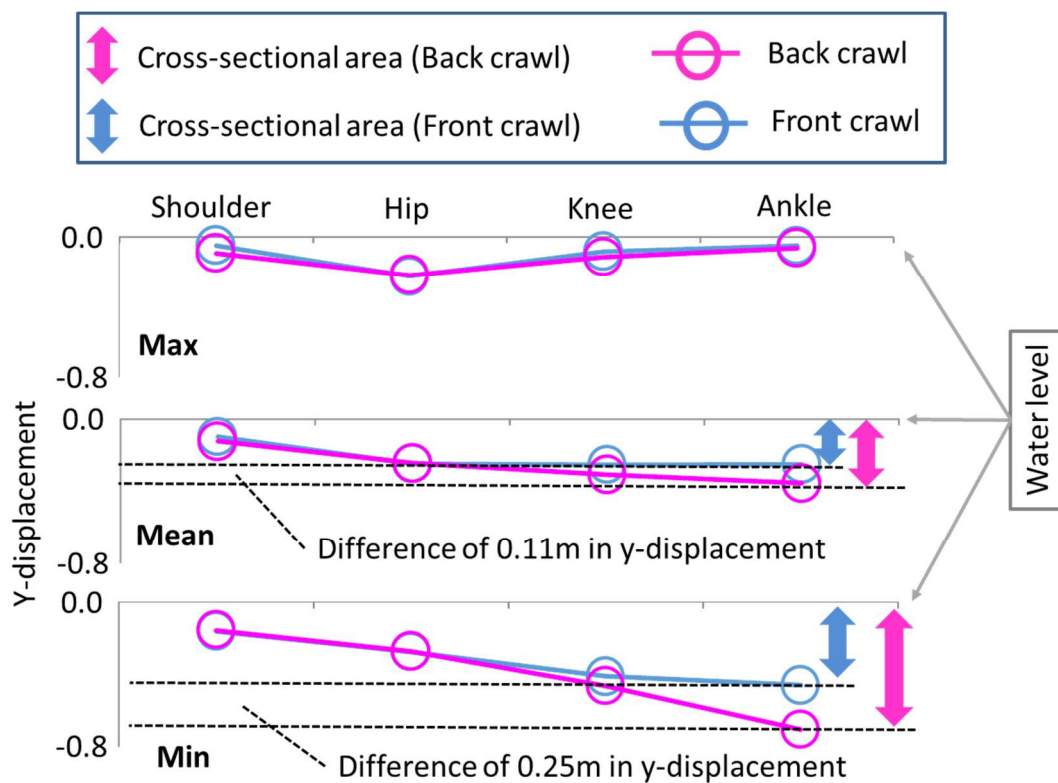 Cross-sectional area (Back crawl)
Back crawl
Cross-sectional area (Front crawl)
Front crawl
Shoulder
Hip
Knee
Ankle
0.0
Max
-0.8
0.0
Mean
Difference of 0.11m in y-displacement
-0.8
0.0
Min
Difference of 0.25m in y-displacement
-0.8
Y-displacement
Water level